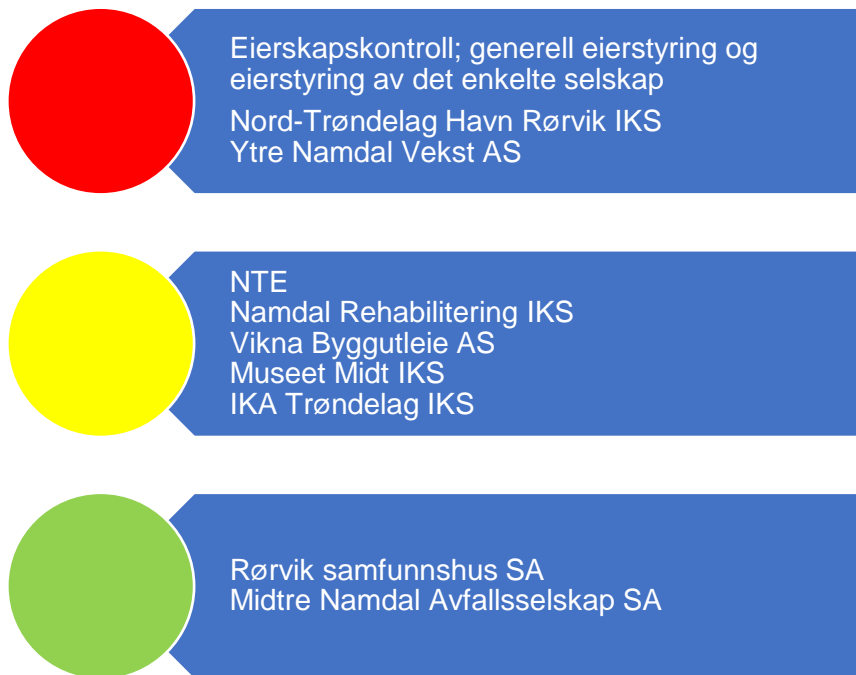 Eierskapskontroll; generell eierstyring og
eierstyring av det enkelte selskap
Nord-Trøndelag Havn Rørvik IKS
Ytre Namdal Vekst AS
NTE
Namdal Rehabilitering IKS
Vikna Byggutleie AS
Museet Midt IKS
IKA Trøndelag IKS
Rørvik samfunnshus SA
Midtre Namdal Avfallsselskap SA